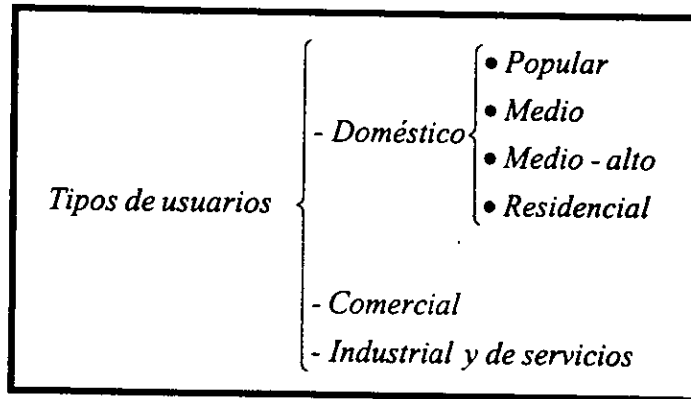 • Popular
• Medio
- Doméstico
• Medio - alto
Tipos de usuarios
• Residencial
- Comercial
- Industrial y de servicios